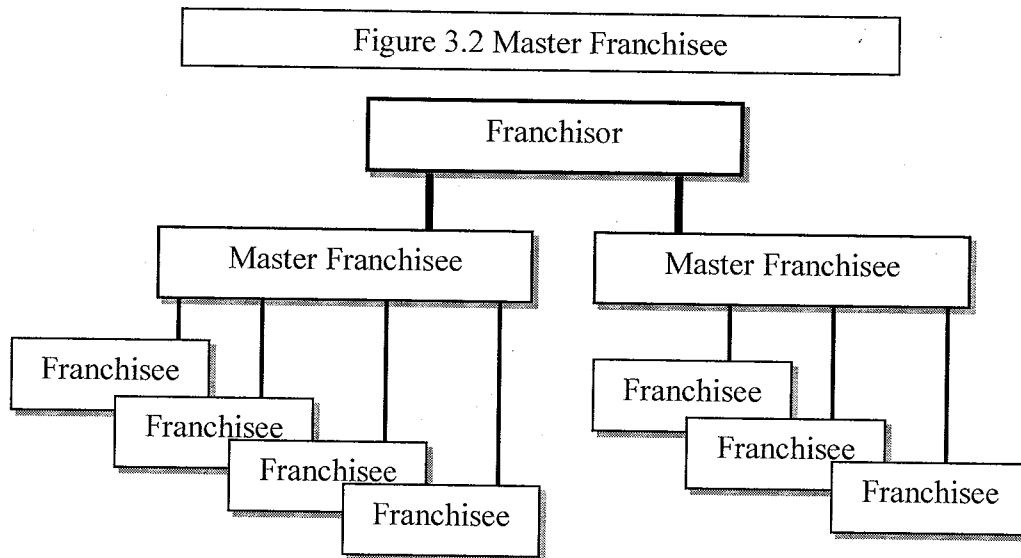 Figure 3.2 Master Franchisee
Franchisor
Master Franchisee
Master Franchisee
Franchisee
Franchisee
Franchisee
Franchisee
Franchisee
Franchisee
Franchisee